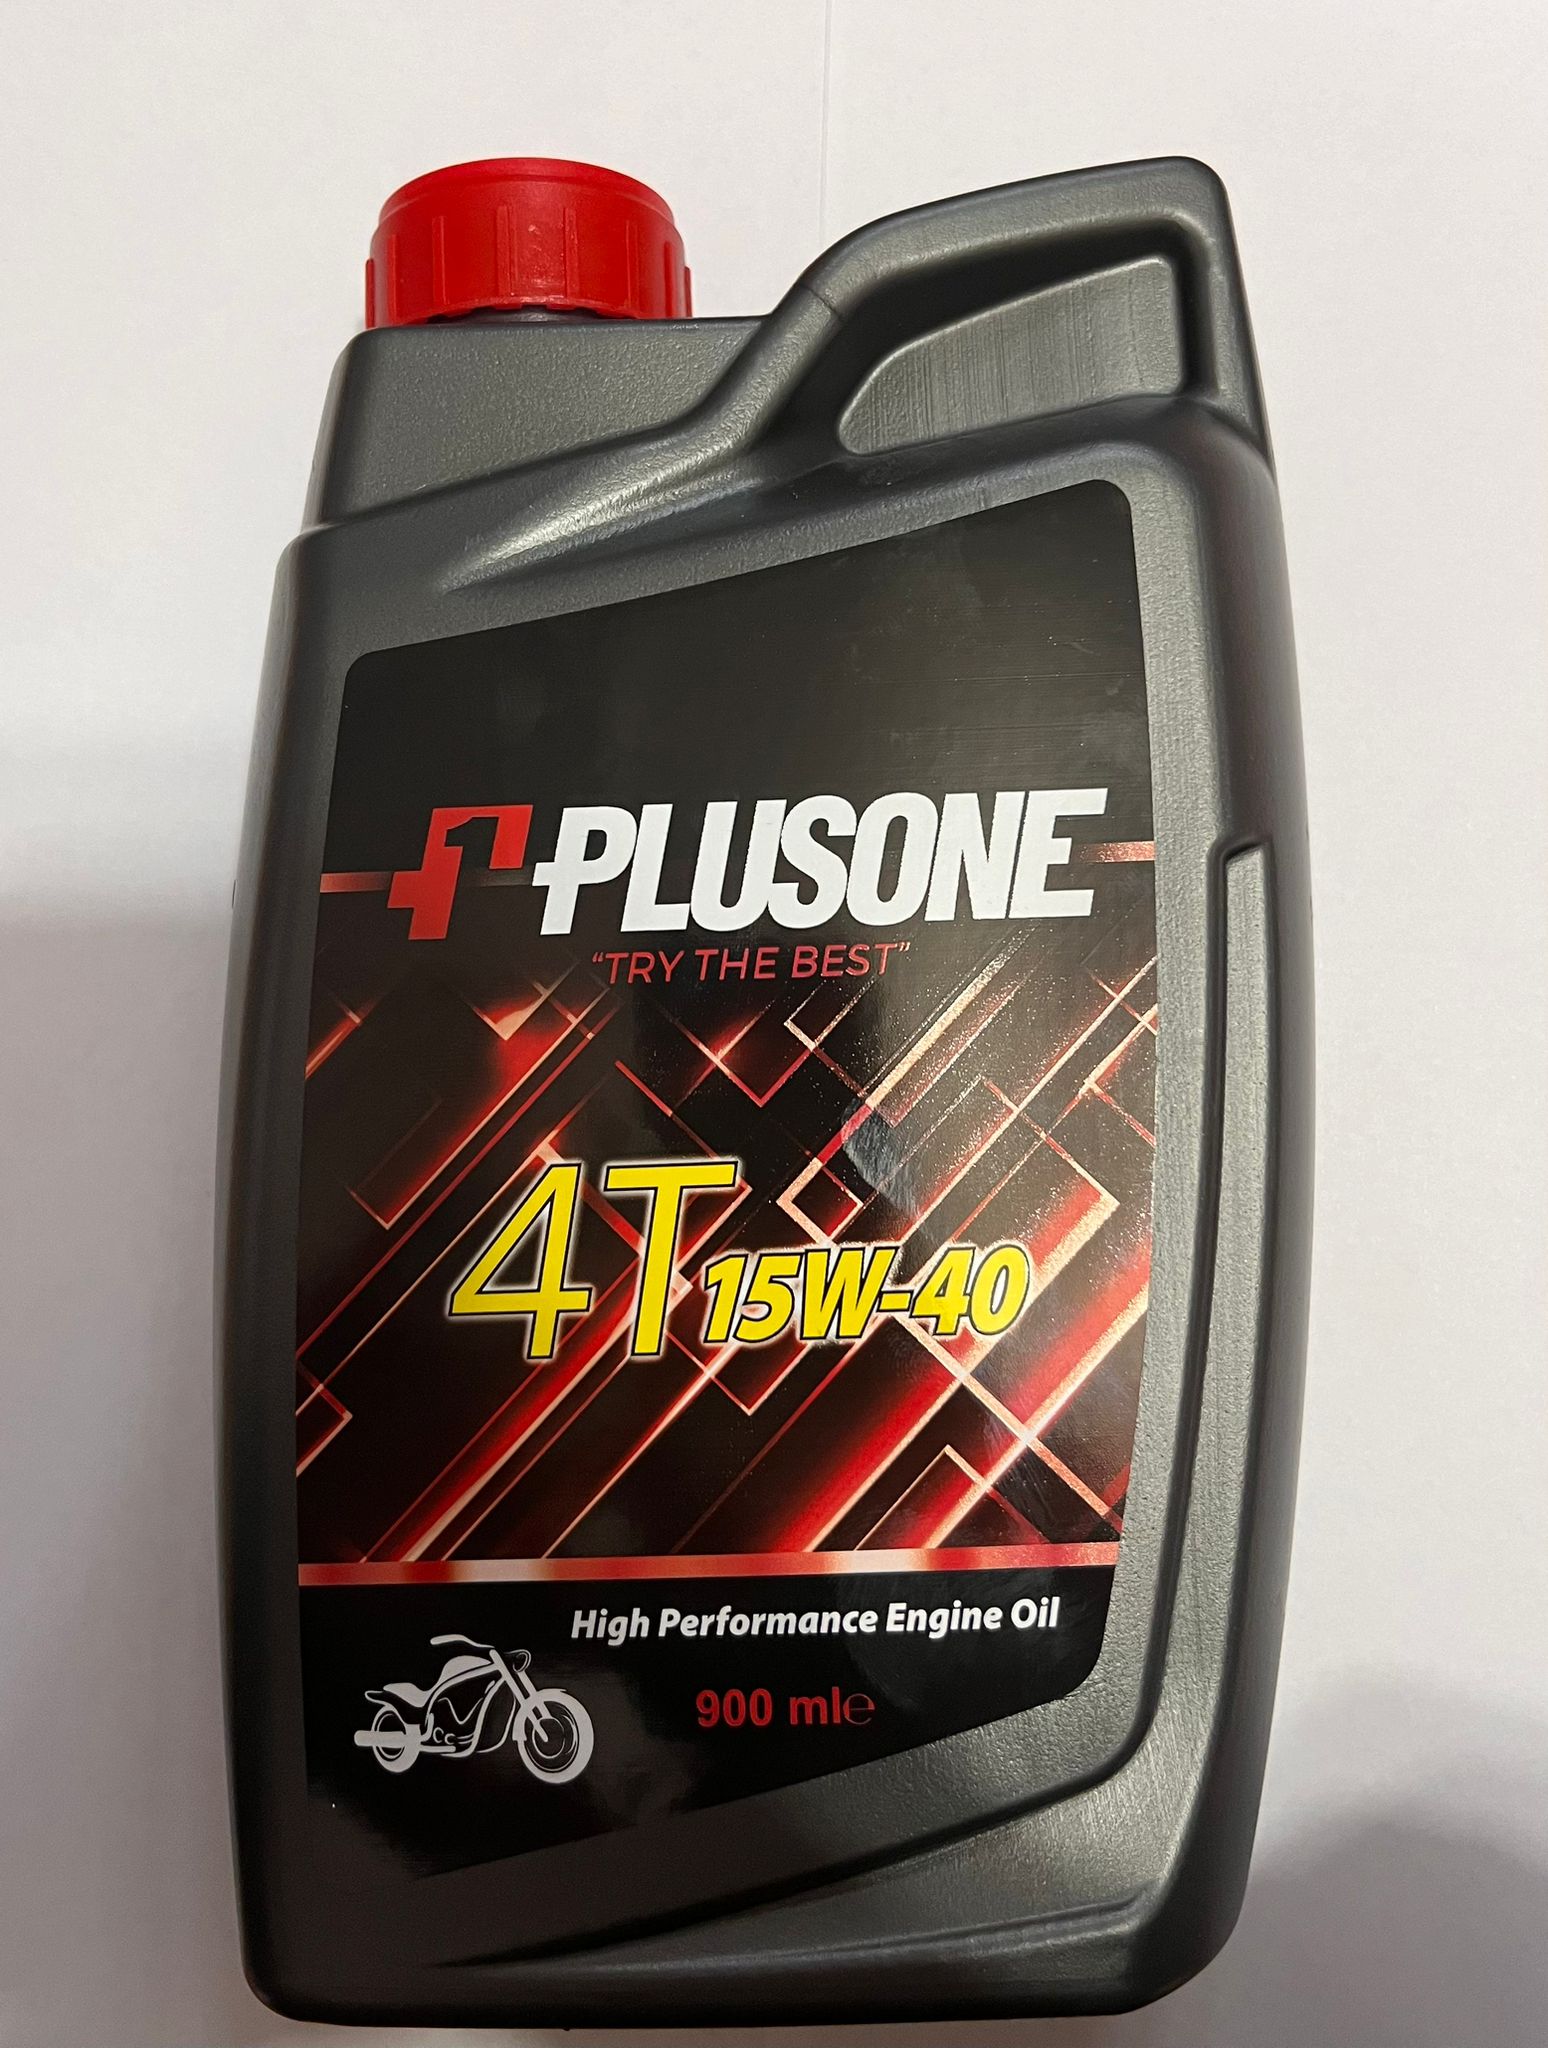 PLUSONE
"TRY THE BEST"
4T 15W-40
High Performance Engine Oil
900 ml℮